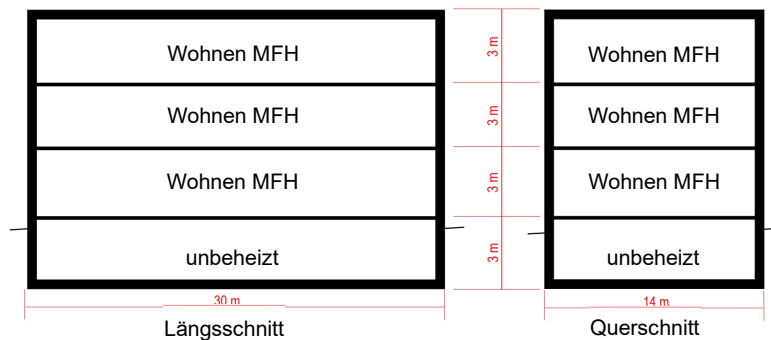 Wohnen MFH
Wohnen MFH
Wohnen MFH
unbeheizt
30 m
Längsschnitt
3 m
3 m
3 m
3 m
Wohnen MFH
Wohnen MFH
Wohnen MFH
unbeheizt
14 m
Querschnitt